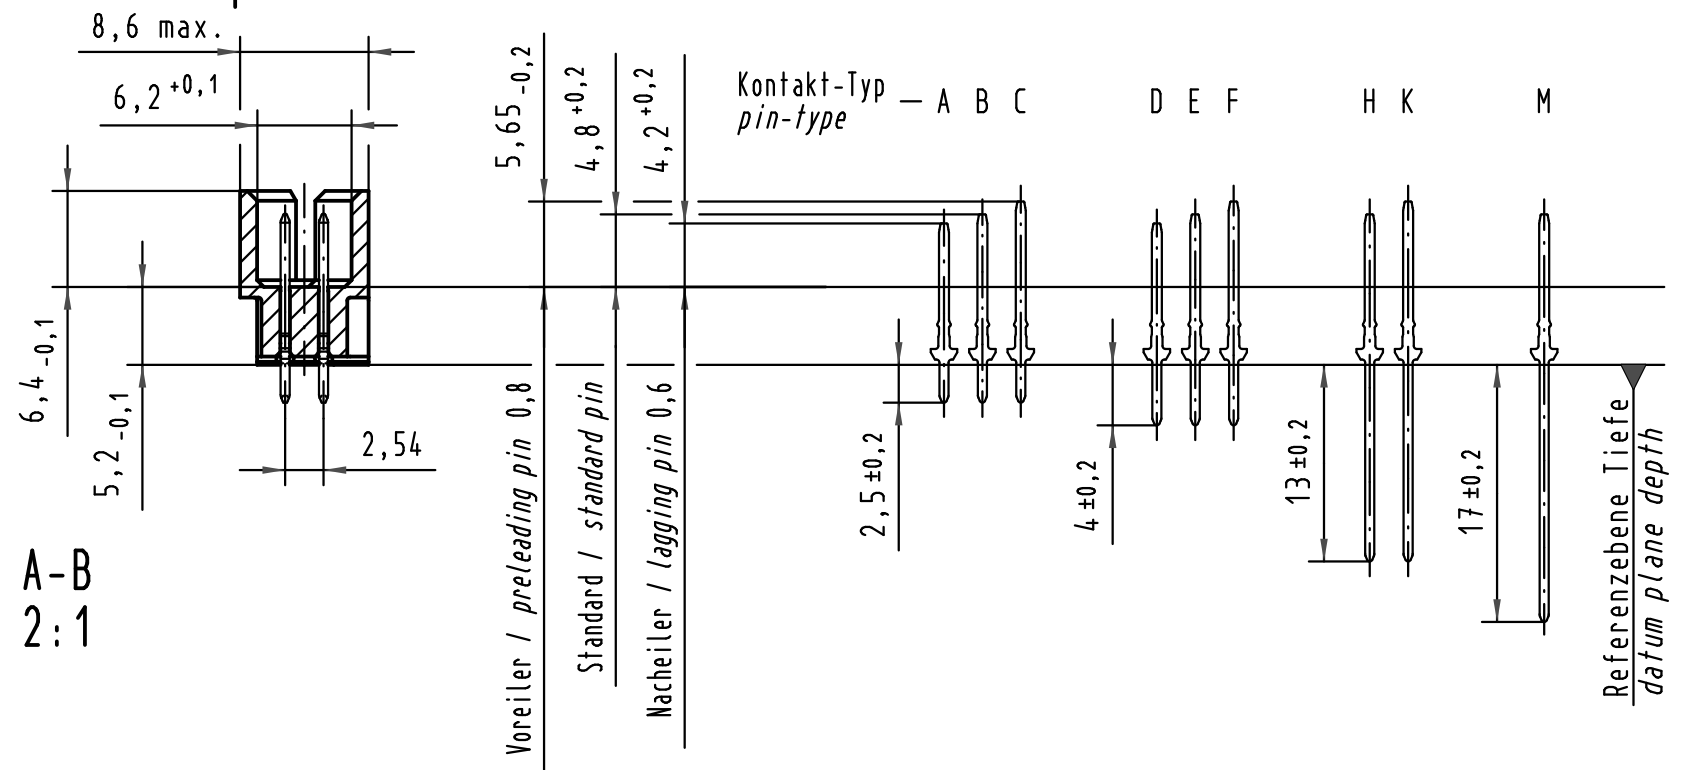 8,6 max.
6,2 +0,1
6,4 -0,1
5,2 -0,1
2,54
A-B
2:1
5,65 -0,2
4,8 +0,2
4,2 +0,2
Voreiler / preleading pin 0,8
Standard / standard pin
Nacheiler / lagging pin 0,6
Kontakt-Typ
pin-type
— A B C D E F H K M
2,5 ±0,2
4 ±0,2
13 ±0,2
17 ±0,2
Referenzebene Tiefe
datum plane depth